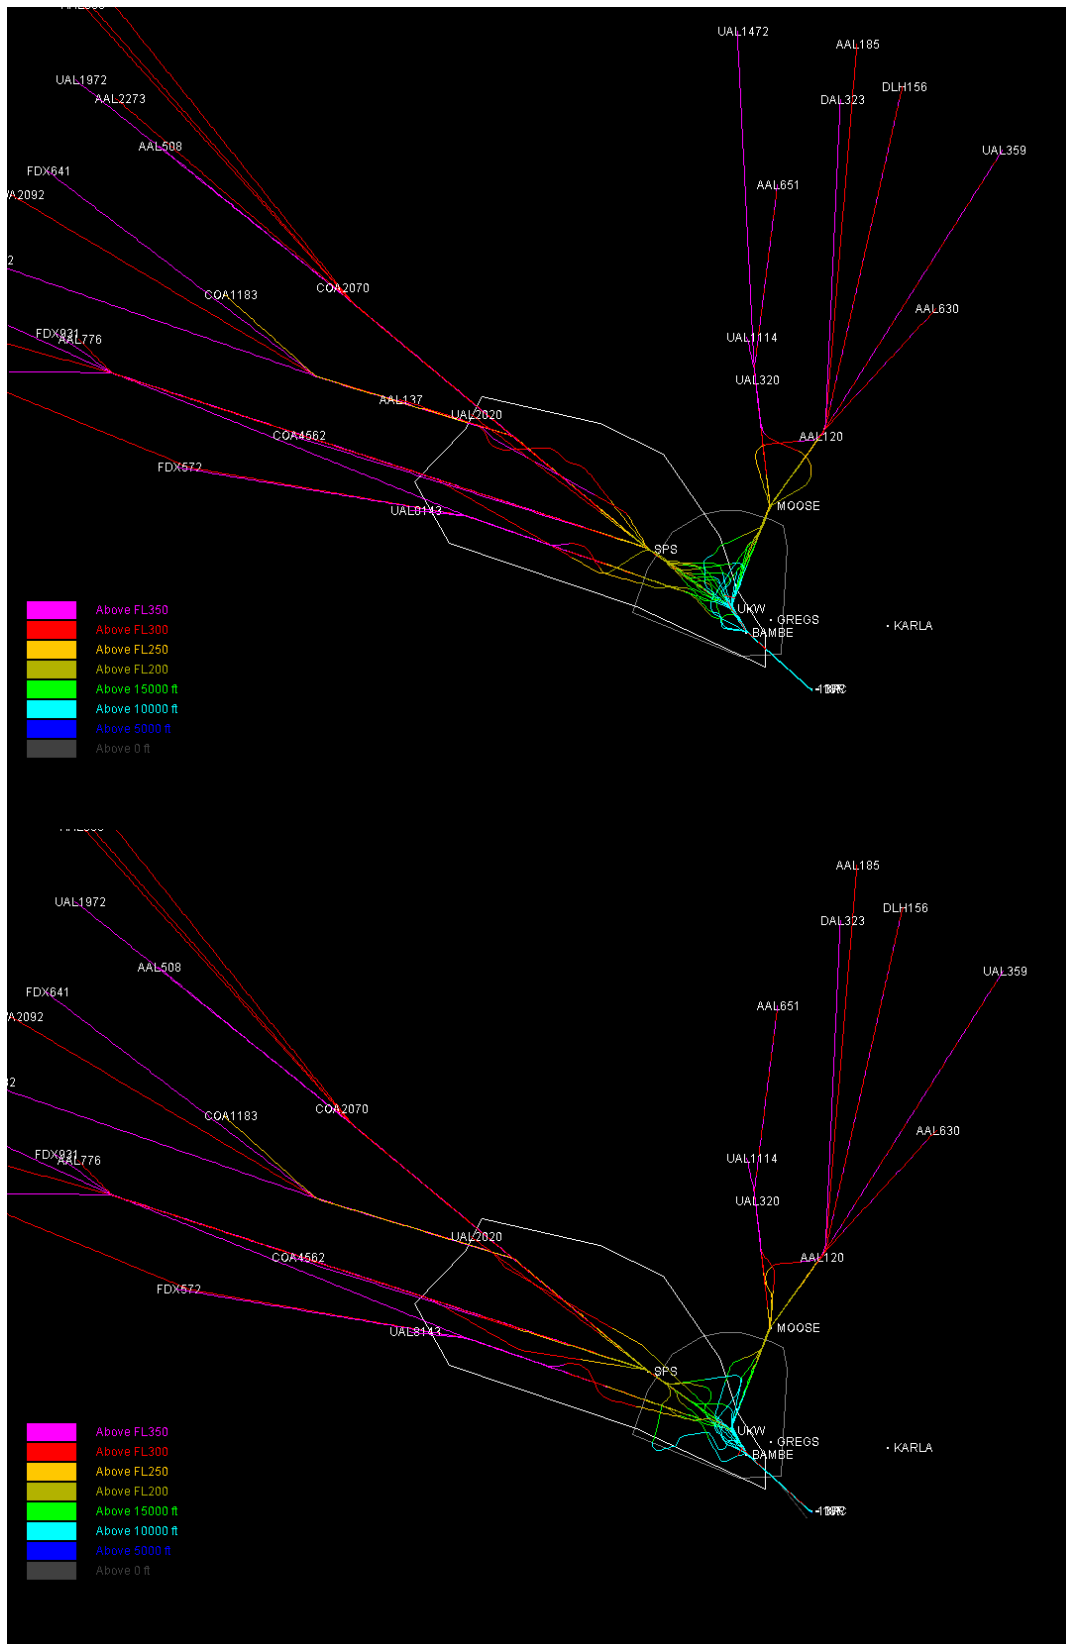 UAL1472
AAL185
UAL1972
DLH156
AAL2273
DAL323
AAL508
UAL359
FDX641
AAL651
COA2070
COA1183
AAL630
FDX931
AAL776
UAL1114
UAL320
AAL137
UAL2020
COA4562
AAL120
FDX572
MOOSE
UAL8143
SPS
UKW
GREGS
KARLA
BAMBE
Above FL350
Above FL300
Above FL250
Above FL200
Above 15000 ft
Above 10000 ft
Above 5000 ft
Above 0 ft
AAL185
UAL1972
DLH156
DAL323
AAL508
UAL359
FDX641
AAL651
COA2070
COA1183
AAL630
FDX931
AAL776
UAL1114
UAL320
UAL2020
COA4562
AAL120
FDX572
MOOSE
UAL8143
SPS
UKW
GREGS
KARLA
BAMBE
Above FL350
Above FL300
Above FL250
Above FL200
Above 15000 ft
Above 10000 ft
Above 5000 ft
Above 0 ft